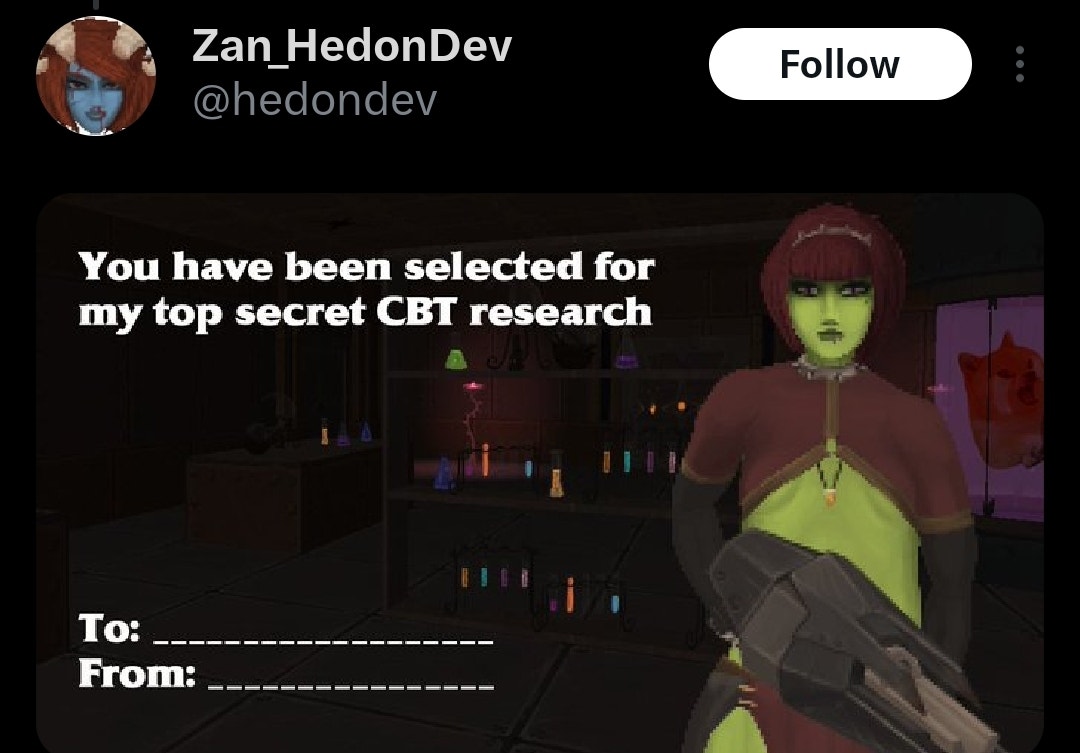 Zan_HedonDev
@hedondev
Follow
You have been selected for
my top secret CBT research
To: ___________________
From: ________________